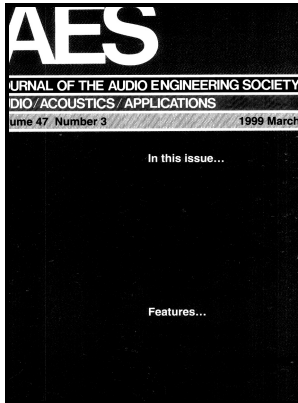 AES
URNAL OF THE AUDIO ENGINEERING SOCIETY
DIO/ACOUSTICS/APPLICATIONS
ume 47 Number 3 1999 March
In this issue...
Features...